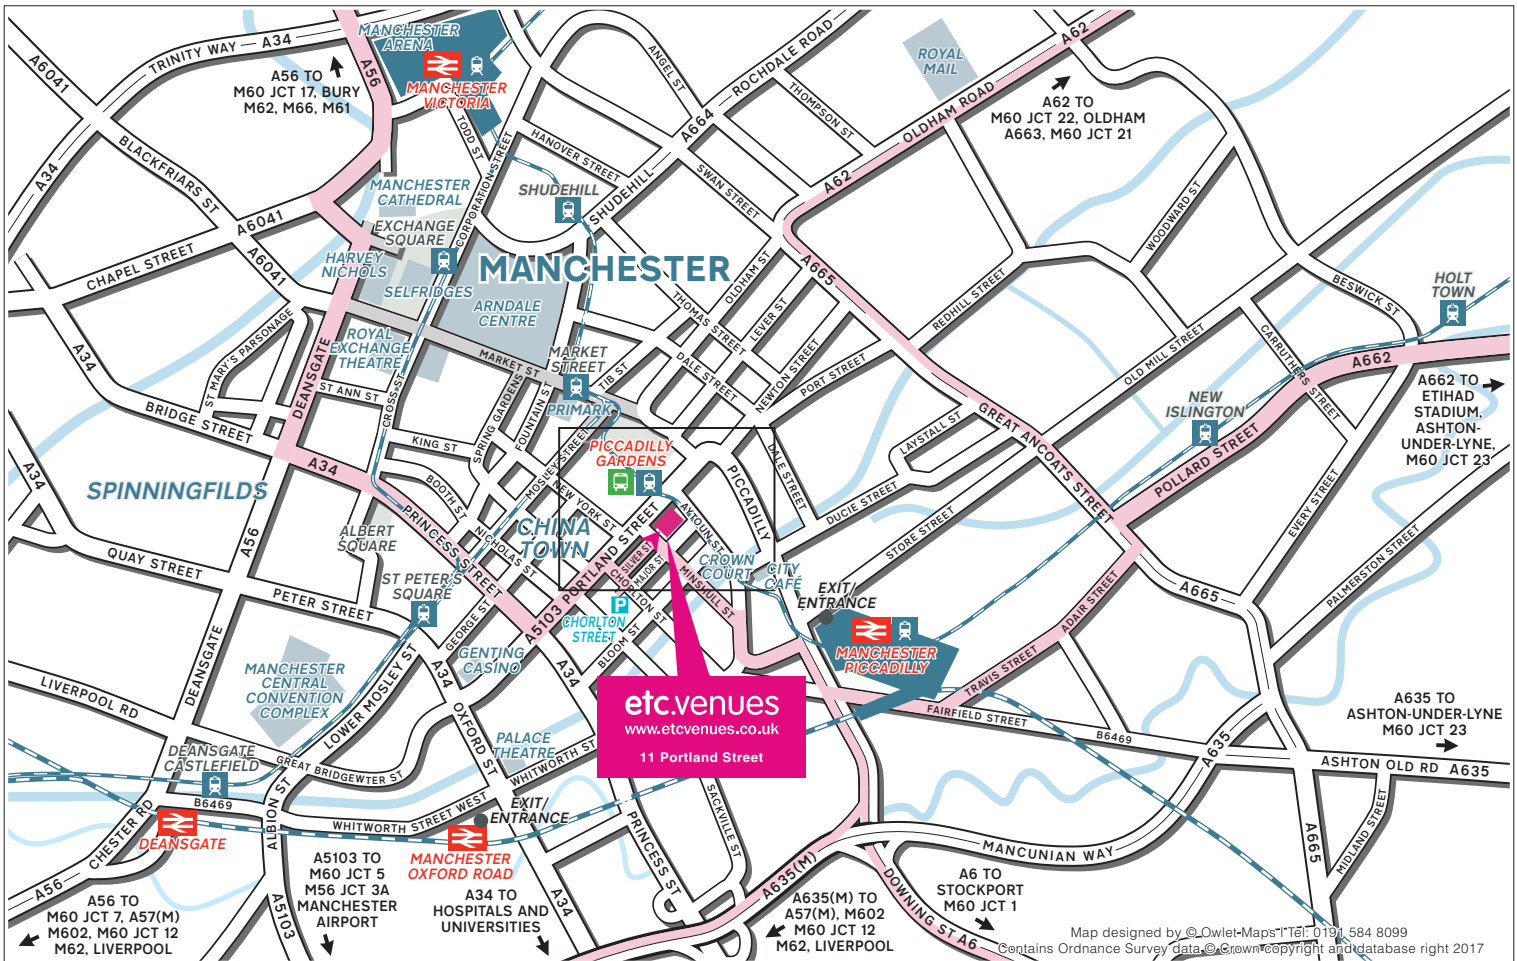 MANCHESTER
ARENA
MANCHESTER
VICTORIA
TRINITY WAY
A34
A6041
A56
A56 TO
M60 JCT 17, BURY
M62, M66, M61
A34
BLACKFRIARS ST
A6041
A6041
CHAPEL STREET
TODD ST
CORPORATION STREET
HANOVER STREET
SHUDEHILL
SHUDEHILL
MANCHESTER
CATHEDRAL
EXCHANGE
SQUARE
HARVEY
NICHOLS
SELFRIDGES
MANCHESTER
ARNDALE
CENTRE
ANGEL ST
A664
ROCHDALE ROAD
THOMPSON ST
SWAN STREET
A62
OLDHAM ROAD
A62
ROYAL
MAIL
A62 TO
M60 JCT 22, OLDHAM
A663, M60 JCT 21
WOODWARD ST
A665
REDHILL STREET
OLDHAM ST
LEVER ST
THOMAS STREET
DALE STREET
NEWTON STREET
PORT STREET
TIB ST
OLD MILL STREET
CARRUTHERS STREET
BESWICK ST
HOLT
TOWN
A662
A662 TO
ETIHAD
STADIUM,
ASHTON-
UNDER-LYNE,
M60 JCT 23
NEW
ISLINGTON
POLLARD STREET
EVERY STREET
PALMERSTON STREET
GREAT ANCOATS STREET
LAYSTALL ST
DUCIE STREET
STORE STREET
DALE STREET
PICCADILLY
ROYAL
EXCHANGE
THEATRE
MARKET ST
MARKET
STREET
PRIMARK
ST MARY'S PARSONAGE
A34
DEANSGATE
ST ANN ST
CROSS ST
KING ST
SPRING GARDENS
FOUNTAIN ST
MOSLEY STREET
BRIDGE STREET
A34
A34
SPINNINGFILDS
A56
BOOTH ST
PRINCESS STREET
NICHOLAS ST
NEW YORK ST
CHINA
TOWN
PICCADILLY
GARDENS
ALBERT
SQUARE
QUAY STREET
PETER STREET
ST PETER'S
SQUARE
GEORGE ST
A5103 PORTLAND STREET
SILVER ST
MAJOR ST
CHORLTON ST
AYTOUN ST
MINSHULL ST
CROWN
COURT
CITY
CAFÉ
EXIT/
ENTRANCE
MANCHESTER
PICCADILLY
P
CHORLTON
STREET
BLOOM ST
GENTING
CASINO
A34
A34
ADAIR STREET
TRAVIS STREET
FAIRFIELD STREET
B6469
A665
A635 TO
ASHTON-UNDER-LYNE
M60 JCT 23
A635
ASHTON OLD RD A635
A665
MIDLAND STREET
DEANSGATE
LIVERPOOL RD
MANCHESTER
CENTRAL
CONVENTION
COMPLEX
LOWER MOSLEY ST
OXFORD ST
PALACE
THEATRE
WHITWORTH ST
etc.venues
www.etcvenues.co.uk
11 Portland Street
DEANSGATE
CASTLEFIELD
GREAT BRIDGEWTER ST
B6469
ALBION ST
WHITWORTH STREET WEST
EXIT/
ENTRANCE
MANCHESTER
OXFORD ROAD
DEANSGATE
CHESTER RD
A56
A56 TO
M60 JCT 7, A57(M)
M602, M60 JCT 12
M62, LIVERPOOL
A5103
A5103 TO
M60 JCT 5
M56 JCT 3A
MANCHESTER
AIRPORT
A34 TO
HOSPITALS AND
UNIVERSITIES
A34
PRINCESS ST
SACKVILLE ST
A635(M)
A635(M) TO
A57(M), M602
M60 JCT 12
M62, LIVERPOOL
MANCUNIAN WAY
DOWNING ST A6
A6 TO
STOCKPORT
M60 JCT 1
Map designed by © Owlet Maps I Tel: 0191 584 8099
Contains Ordnance Survey data © Crown copyright and database right 2017